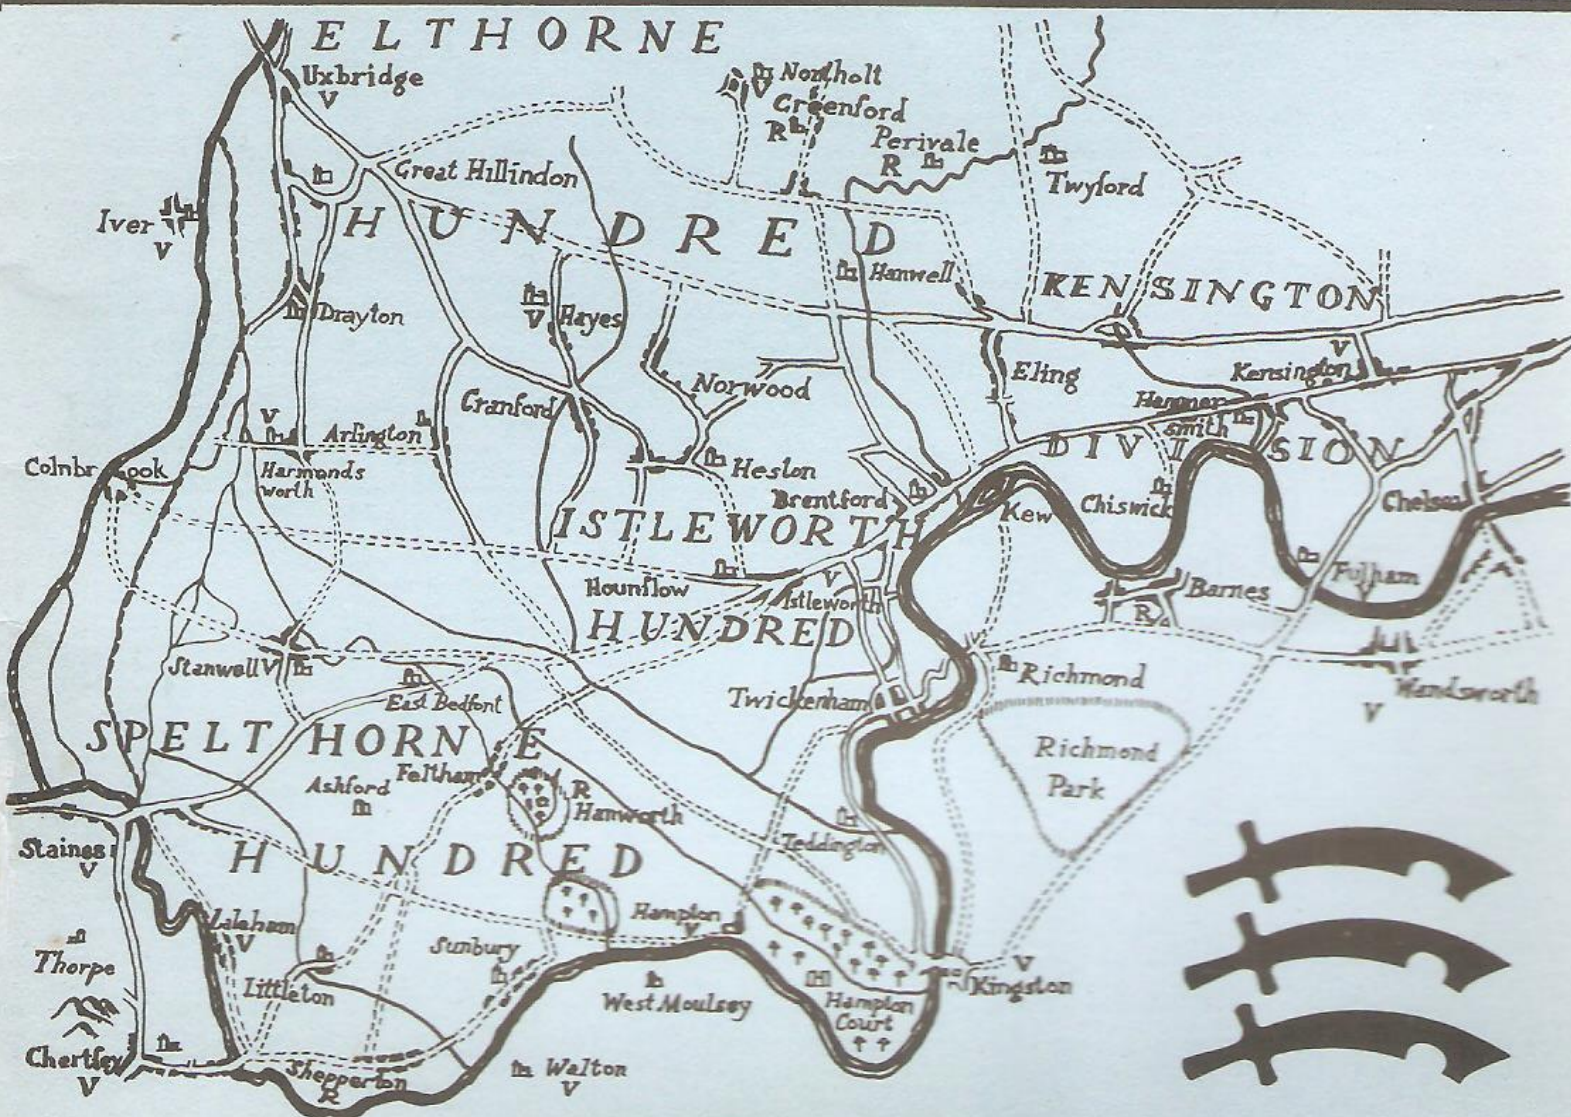 ELTHORNE
Uxbridge
V
Northolt
V
Greenford
R
Perivale
R
Great Hillindon
Twyford
Iver
V
HUNDRED
Hanwell
KENSINGTON
Drayton
Hayes
V
Eling
V
Kensington
Norwood
Cranford
Hammer
smith
V
Arlington
DIVISION
Colnbrook
Harmonds
worth
Heston
Brentford
Chiswick
Chelsea
Kew
ISTLEWORTH
Hounslow
V
Istleworth
Fulham
Barnes
R
HUNDRED
Stanwell V
Richmond
East Bedfont
Twickenham
Wandsworth
V
SPELTHORNE
Richmond
Park
Ashford
Feltham
R
Hanworth
Teddington
Staines
V
HUNDRED
Laleham
V
Hampton
V
Sunbury
Thorpe
Littleton
West Moulsey
H
Hampton
Court
V
Kingston
Chertsey
V
Shepperton
R
Walton
V